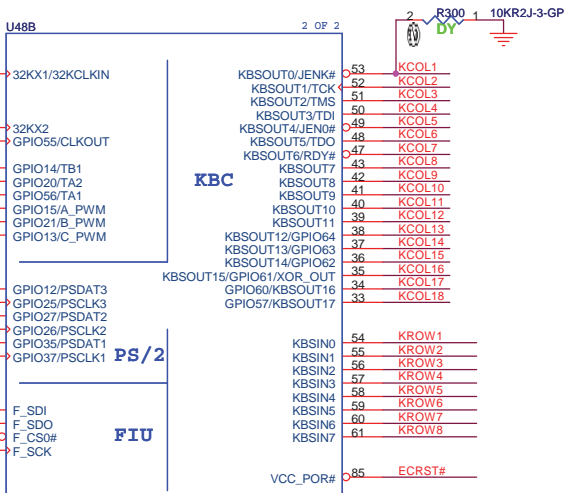 2 R300 1 10KR2J-3-GP
DY
U48B 2 OF 2
32KX1/32KCLKIN KBSOUT0/JENK# 53 KCOL1
KBSOUT1/TCK 52 KCOL2
KBSOUT2/TMS 51 KCOL3
KBSOUT3/TDI 50 KCOL4
32KX2 KBSOUT4/JEN0# 49 KCOL5
GPIO55/CLKOUT KBSOUT5/TDO 48 KCOL6
KBSOUT6/RDY# 47 KCOL7
GPIO14/TB1 KBSOUT7 43 KCOL8
GPIO20/TA2 KBC KBSOUT8 42 KCOL9
GPIO56/TA1 KBSOUT9 41 KCOL10
GPIO15/A_PWM KBSOUT10 40 KCOL11
GPIO21/B_PWM KBSOUT11 39 KCOL12
GPIO13/C_PWM KBSOUT12/GPIO64 38 KCOL13
KBSOUT13/GPIO63 37 KCOL14
KBSOUT14/GPIO62 36 KCOL15
KBSOUT15/GPIO61/XOR_OUT 35 KCOL16
GPIO12/PSDAT3 GPIO60/KBSOUT16 34 KCOL17
GPIO25/PSCLK3 GPIO57/KBSOUT17 33 KCOL18
GPIO27/PSDAT2
GPIO26/PSCLK2
GPIO35/PSDAT1 KBSIN0 54 KROW1
GPIO37/PSCLK1 PS/2 KBSIN1 55 KROW2
KBSIN2 56 KROW3
KBSIN3 57 KROW4
KBSIN4 58 KROW5
F_SDI KBSIN5 59 KROW6
F_SDO KBSIN6 60 KROW7
F_CS0# FIU KBSIN7 61 KROW8
F_SCK
VCC_POR# 85 ECRST#